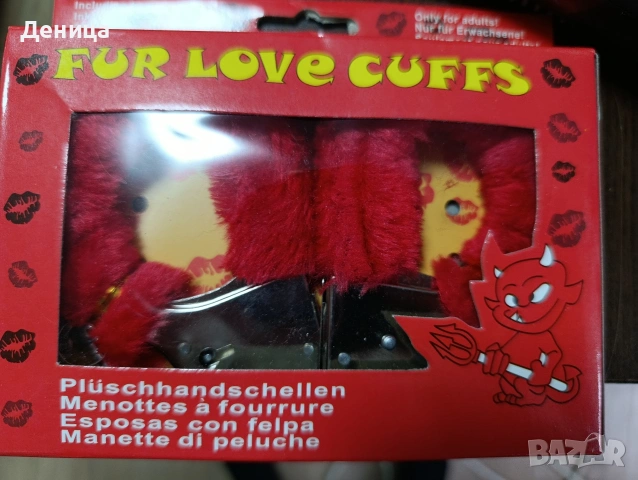 Деница
Only for adults!
Nur für Erwachsene!
FUR LOVE CUFFS
Plüschhandschellen
Menottes à fourrure
Esposas con felpa
Manette di peluche
BAZAR